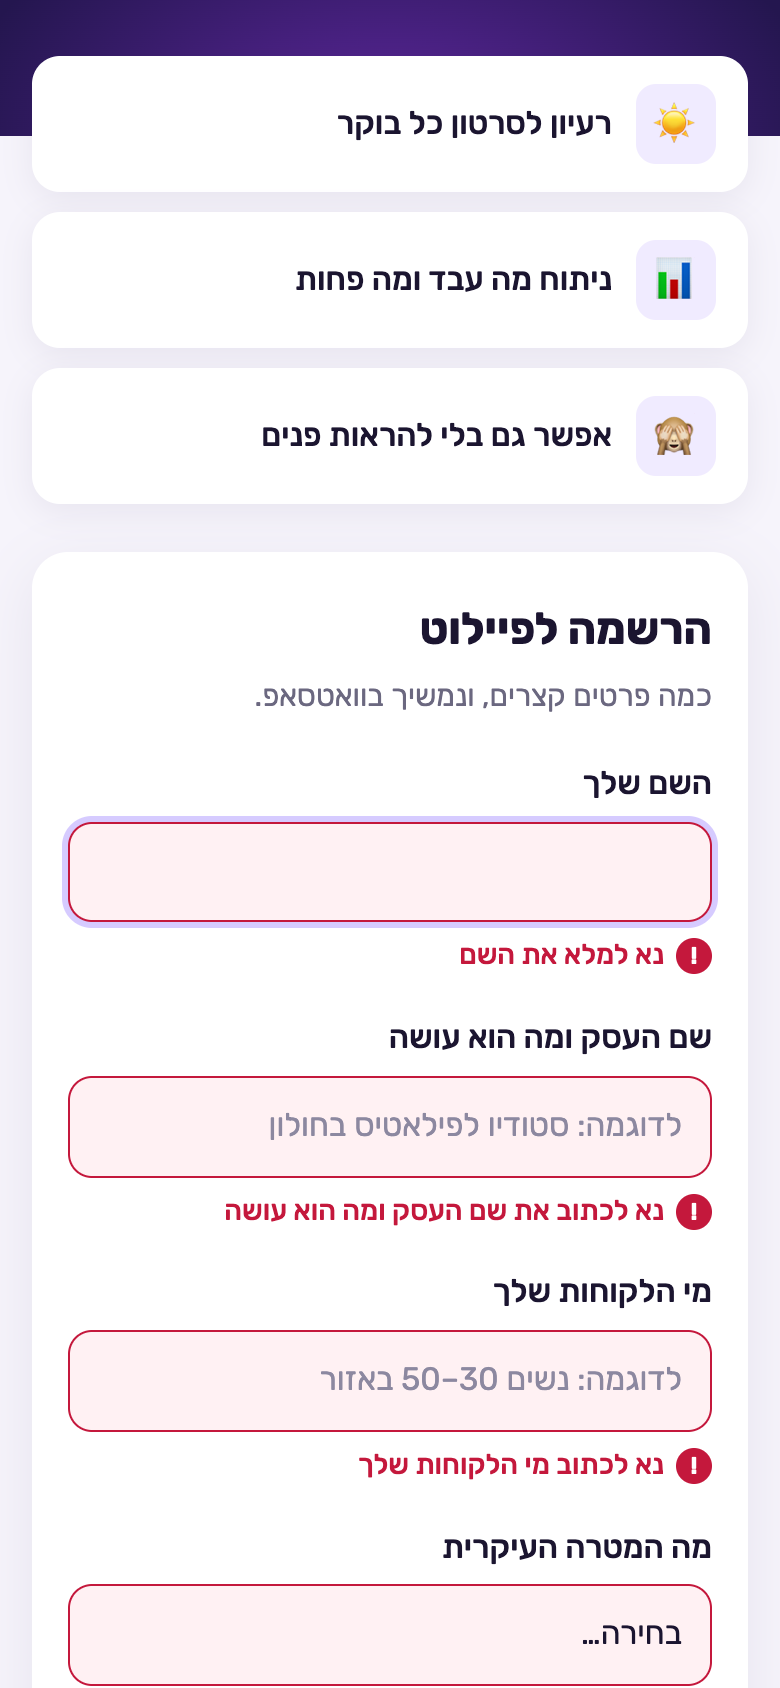 רעיון לסרטון כל בוקר
ניתוח מה עבד ומה פחות
אפשר גם בלי להראות פנים
הרשמה לפיילוט
כמה פרטים קצרים, ונמשיך בוואטסאפ.
השם שלך
נא למלא את השם
שם העסק ומה הוא עושה
לדוגמה: סטודיו לפילאטיס בחולון
נא לכתוב את שם העסק ומה הוא עושה
מי הלקוחות שלך
לדוגמה: נשים 30–50 באזור
נא לכתוב מי הלקוחות שלך
מה המטרה העיקרית
בחירה...